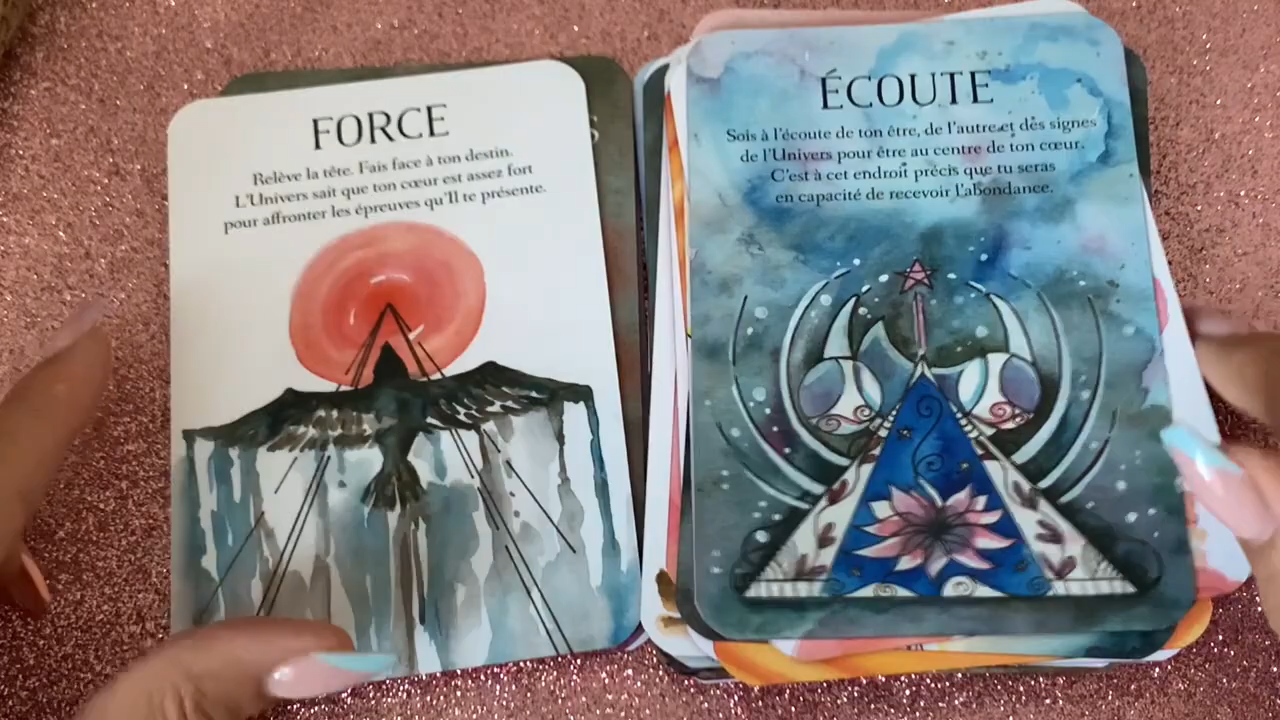 FORCE
Relève la tête. Fais face à ton destin.
L'Univers sait que ton cœur est assez fort
pour affronter les épreuves qu'Il te présente.
S
ÉCOUTE
Sois à l'écoute de ton être, de l'autre et des signes
de l'Univers pour être au centre de ton cœur.
C'est à cet endroit précis que tu seras
en capacité de recevoir l'abondance.